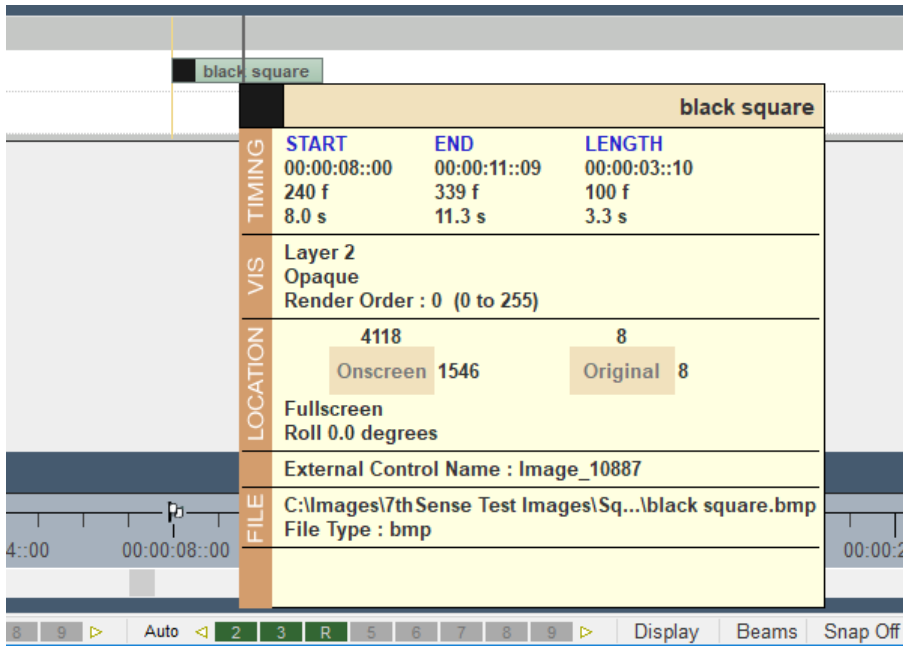 black square
black square
TIMING
START END LENGTH
00:00:08::00 00:00:11::09 00:00:03::10
240 f 339 f 100 f
8.0 s 11.3 s 3.3 s
VIS
Layer 2
Opaque
Render Order : 0 (0 to 255)
LOCATION
4118 8
Onscreen 1546 Original 8
Fullscreen
Roll 0.0 degrees
External Control Name : Image_10887
FILE
C:\Images\7thSense Test Images\Sq...\black square.bmp
File Type : bmp
4::00 00:00:08::00 00:00:2
8 9 Auto 2 3 R 5 6 7 8 9 Display Beams Snap Off